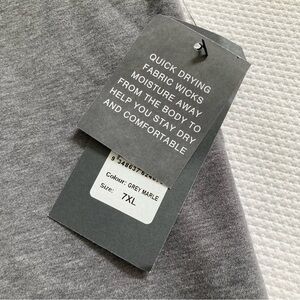 QUICK DRYING
FABRIC WICKS
MOISTURE AWAY
FROM THE BODY TO
HELP YOU STAY DRY
AND COMFORTABLE
Colour: GREY MARLE
Size: 7XL